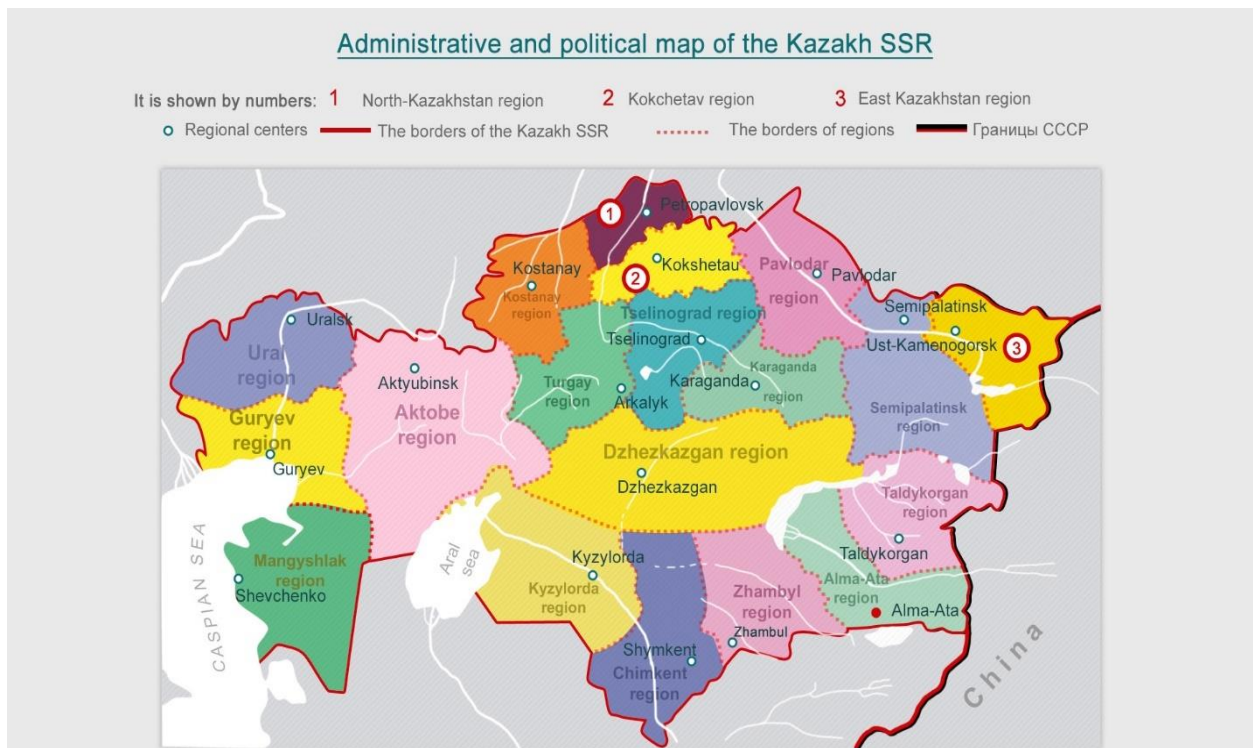 Administrative and political map of the Kazakh SSR
It is shown by numbers: 1 North-Kazakhstan region 2 Kokchetav region 3 East Kazakhstan region
Regional centers The borders of the Kazakh SSR The borders of regions Границы СССР
1
Petropavlovsk
Kostanay
Kostanay
region
2
Kokshetau
Pavlodar
region
Pavlodar
Uralsk
Ural
region
Aktyubinsk
Aktobe
region
Tselinograd region
Tselinograd
Semipalatinsk
Ust-Kamenogorsk
3
Turgay
region
Arkalyk
Karaganda
Karaganda
region
Semipalatinsk
region
Guryev
region
Guryev
Dzhezkazgan region
Dzhezkazgan
Taldykorgan
region
Taldykorgan
CASPIAN SEA
Mangyshlak
region
Shevchenko
Aral
sea
Kyzylorda
Kyzylorda
region
Zhambyl
region
Zhambul
Alma-Ata
region
Alma-Ata
Shymkent
Chimkent
region
China